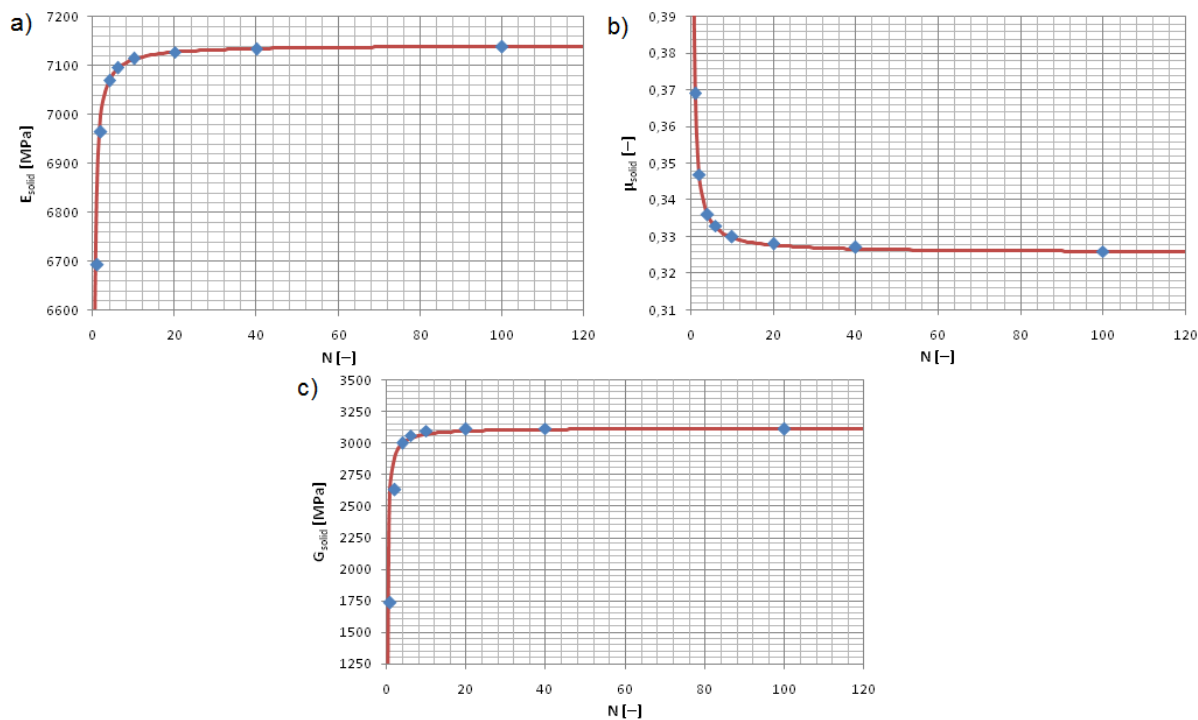 a)
7200
7100
7000
6900
6800
6700
6600
E solid [MPa]
0 20 40 60 80 100 120
N [–]
b)
0,39
0,38
0,37
0,36
0,35
0,34
0,33
0,32
0,31
μ solid [–]
0 20 40 60 80 100 120
N [–]
c)
3500
3250
3000
2750
2500
2250
2000
1750
1500
1250
G solid [MPa]
0 20 40 60 80 100 120
N [–]